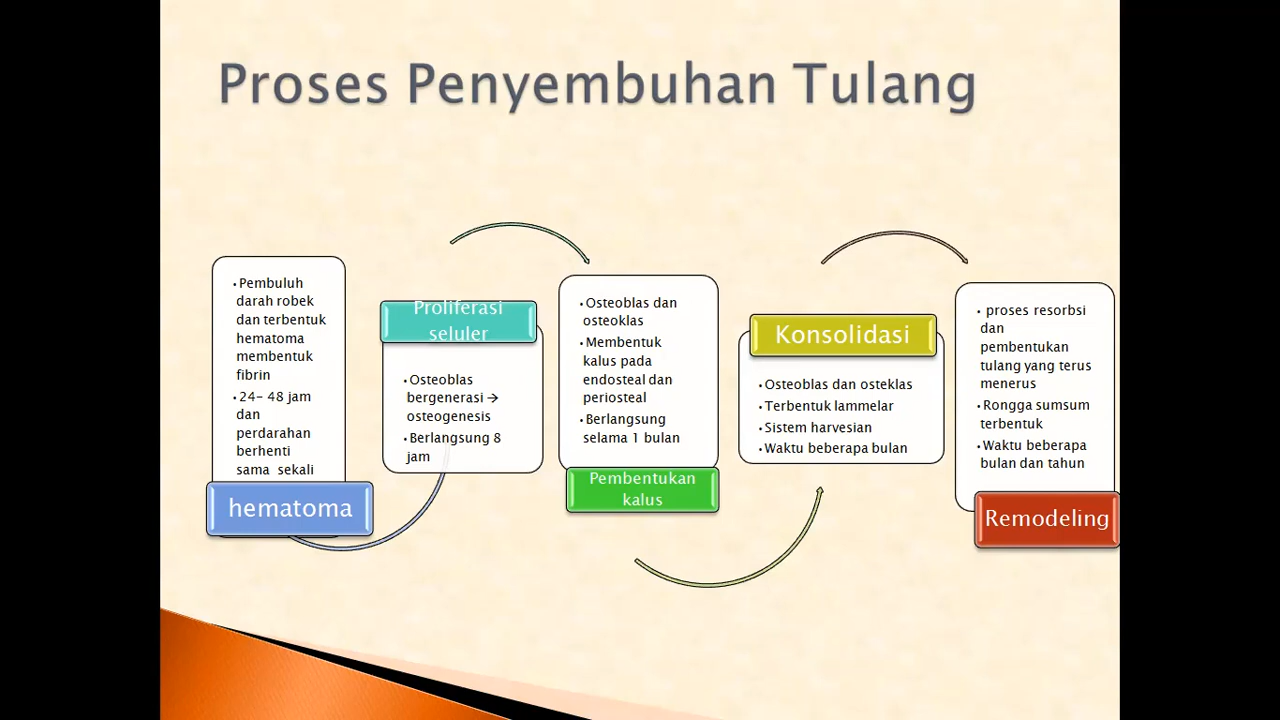 Proses Penyembuhan Tulang
•Pembuluh
darah robek
dan terbentuk
hematoma
membentuk
fibrin
•24- 48 jam
dan
perdarahan
berhenti
sama sekali
hematoma
Proliferasi
seluler
•Osteoblas
bergenerasi →
osteogenesis
•Berlangsung 8
jam
•Osteoblas dan
osteoklas
•Membentuk
kalus pada
endosteal dan
periosteal
•Berlangsung
selama 1 bulan
Pembentukan
kalus
Konsolidasi
•Osteoblas dan osteklas
•Terbentuk lammelar
•Sistem harvesian
•Waktu beberapa bulan
• proses resorbsi
dan
pembentukan
tulang yang terus
menerus
•Rongga sumsum
terbentuk
•Waktu beberapa
bulan dan tahun
Remodeling